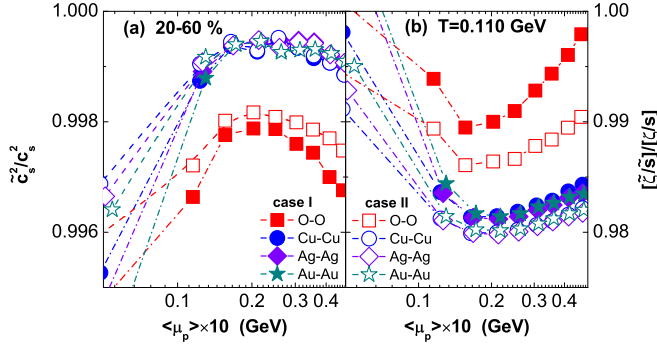 (a) 20-60 %
(b) T=0.110 GeV
1.000
0.998
0.996
c̃ₛ²/cₛ²
case I
O-O
Cu-Cu
Ag-Ag
Au-Au
case II
O-O
Cu-Cu
Ag-Ag
Au-Au
1.00
0.99
0.98
[ζ̃/s̃]/[ζ/s]
0.1 0.2 0.3 0.4
0.1 0.2 0.3 0.4
<μₚ>×10 (GeV)
<μₚ>×10 (GeV)